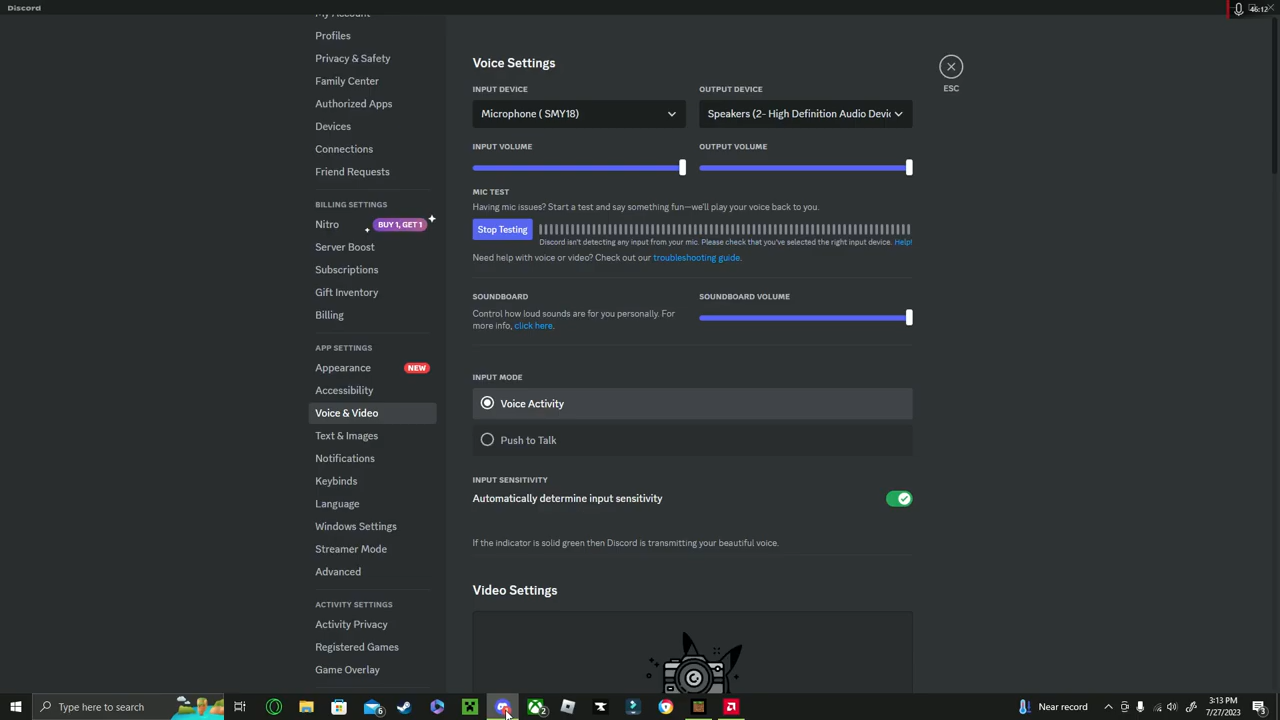 Discord
46:12
My Account
Profiles
Privacy & Safety
Family Center
Authorized Apps
Devices
Connections
Friend Requests
BILLING SETTINGS
Nitro
BUY 1, GET 1
Server Boost
Subscriptions
Gift Inventory
Billing
APP SETTINGS
Appearance
NEW
Accessibility
Voice & Video
Text & Images
Notifications
Keybinds
Language
Windows Settings
Streamer Mode
Advanced
ACTIVITY SETTINGS
Activity Privacy
Registered Games
Game Overlay
Voice Settings
ESC
INPUT DEVICE
OUTPUT DEVICE
Microphone ( SMY18)
Speakers (2- High Definition Audio Devic
INPUT VOLUME
OUTPUT VOLUME
MIC TEST
Having mic issues? Start a test and say something fun—we'll play your voice back to you.
Stop Testing
Discord isn't detecting any input from your mic. Please check that you've selected the right input device. Help!
Need help with voice or video? Check out our troubleshooting guide.
SOUNDBOARD
SOUNDBOARD VOLUME
Control how loud sounds are for you personally. For
more info, click here.
INPUT MODE
Voice Activity
Push to Talk
INPUT SENSITIVITY
Automatically determine input sensitivity
If the indicator is solid green then Discord is transmitting your beautiful voice.
Video Settings
Type here to search
6
2
Near record
3:13 PM
7/27/2023